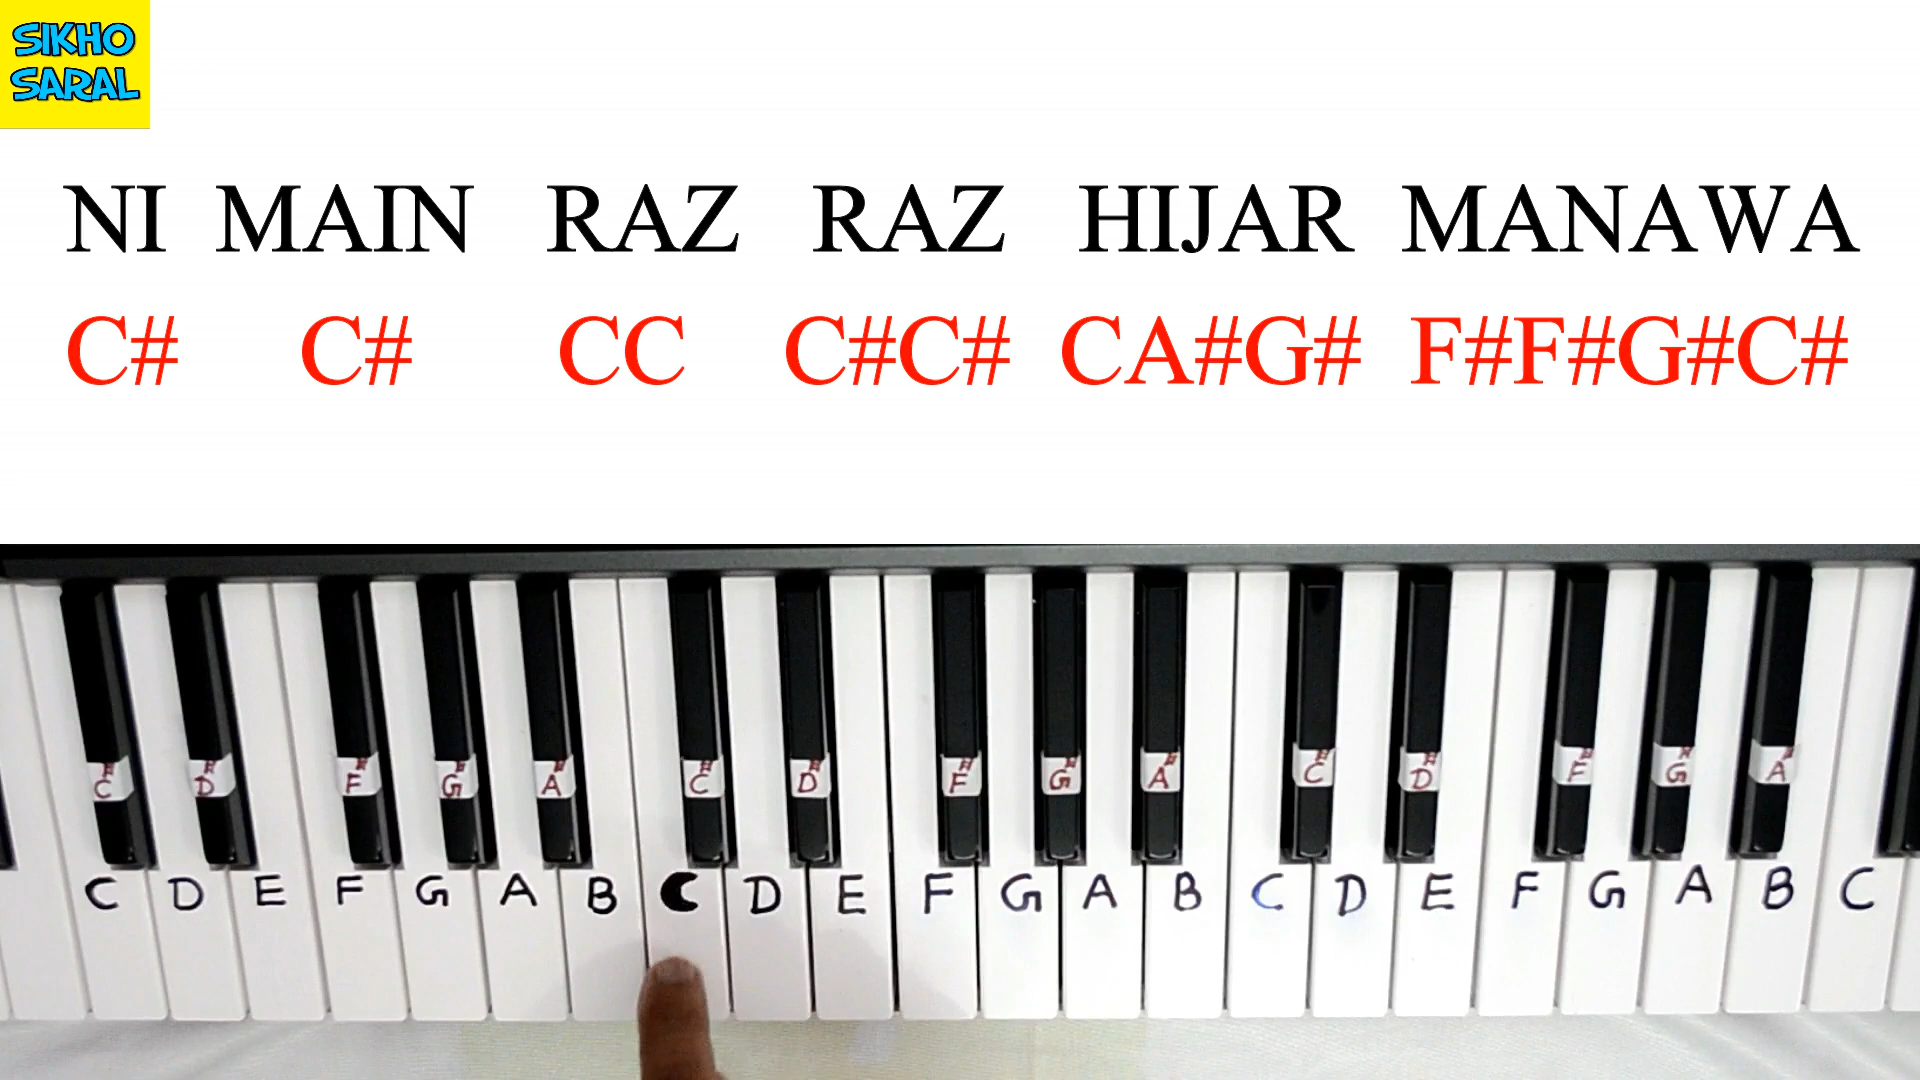 SIKHO
SARAL
NI MAIN RAZ RAZ HIJAR MANAWA
C# C# CC C#C# CA#G# F#F#G#C#
C# D# F# G# A# C# D# F# G# A# C# D# F# G# A#
C D E F G A B C D E F G A B C D E F G A B C